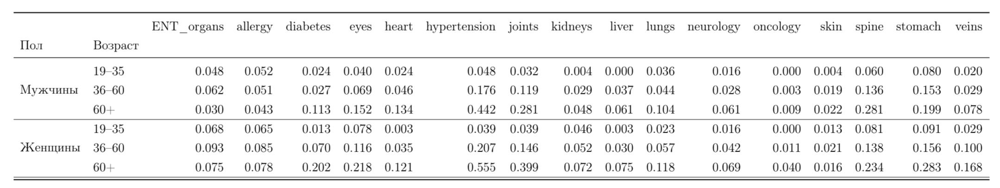 ENT_organs allergy diabetes eyes heart hypertension joints kidneys liver lungs neurology oncology skin spine stomach veins
Пол Возраст
19–35 0.048 0.052 0.024 0.040 0.024 0.048 0.032 0.004 0.000 0.036 0.016 0.000 0.004 0.060 0.080 0.020
Мужчины 36–60 0.062 0.051 0.027 0.069 0.046 0.176 0.119 0.029 0.037 0.044 0.028 0.003 0.019 0.136 0.153 0.029
60+ 0.030 0.043 0.113 0.152 0.134 0.442 0.281 0.048 0.061 0.104 0.061 0.009 0.022 0.281 0.199 0.078
19–35 0.068 0.065 0.013 0.078 0.003 0.039 0.039 0.046 0.003 0.023 0.016 0.000 0.013 0.081 0.091 0.029
Женщины 36–60 0.093 0.085 0.070 0.116 0.035 0.207 0.146 0.052 0.030 0.057 0.042 0.011 0.021 0.138 0.156 0.100
60+ 0.075 0.078 0.202 0.218 0.121 0.555 0.399 0.072 0.075 0.118 0.069 0.040 0.016 0.234 0.283 0.168